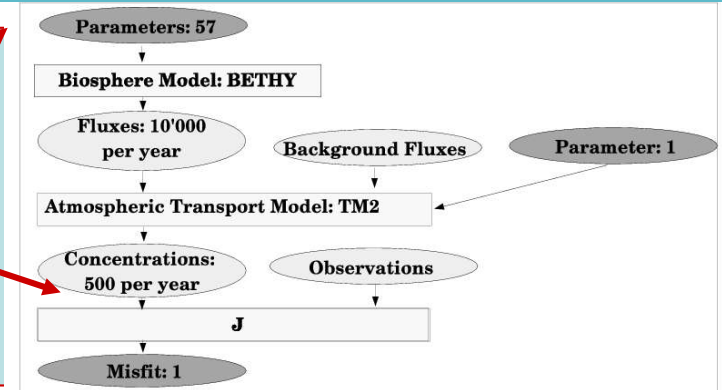 Parameters: 57
Biosphere Model: BETHY
Fluxes: 10'000
per year
Background Fluxes
Parameter: 1
Atmospheric Transport Model: TM2
Concentrations:
500 per year
Observations
J
Misfit: 1